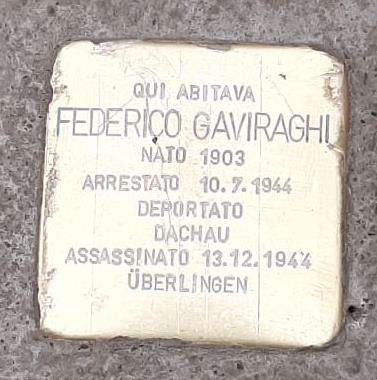 QUI ABITAVA
FEDERICO GAVIRAGHI
NATO 1903
ARRESTATO 10.7.1944
DEPORTATO
DACHAU
ASSASSINATO 13.12.1944
ÜBERLINGEN